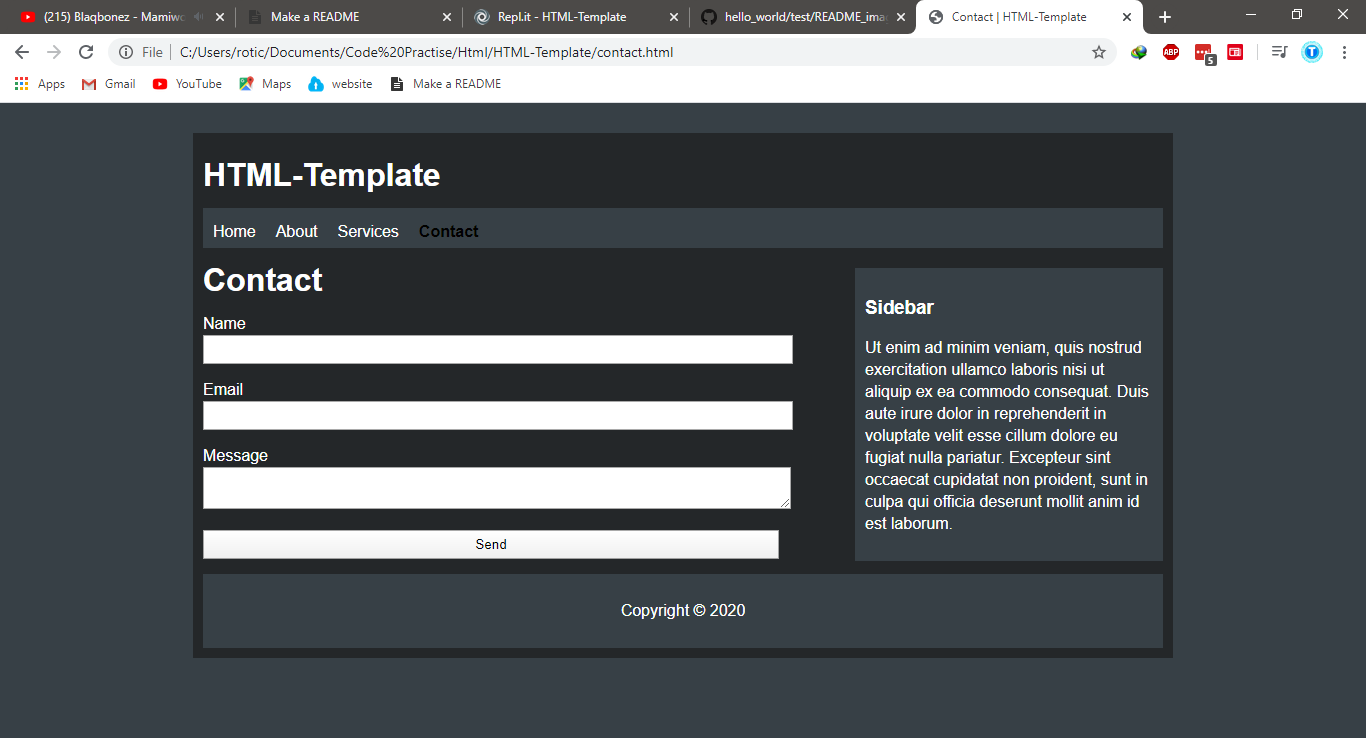 (215) Blaqbonez - Mamiwo
Make a README
Repl.it - HTML-Template
hello_world/test/README_ima
Contact | HTML-Template
File
C:/Users/rotic/Documents/Code%20Practise/Html/HTML-Template/contact.html
ABP
5
T
Apps
Gmail
YouTube
Maps
website
Make a README
HTML-Template
Home
About
Services
Contact
Contact
Name
Email
Message
Send
Sidebar
Ut enim ad minim veniam, quis nostrud
exercitation ullamco laboris nisi ut
aliquip ex ea commodo consequat. Duis
aute irure dolor in reprehenderit in
voluptate velit esse cillum dolore eu
fugiat nulla pariatur. Excepteur sint
occaecat cupidatat non proident, sunt in
culpa qui officia deserunt mollit anim id
est laborum.
Copyright © 2020